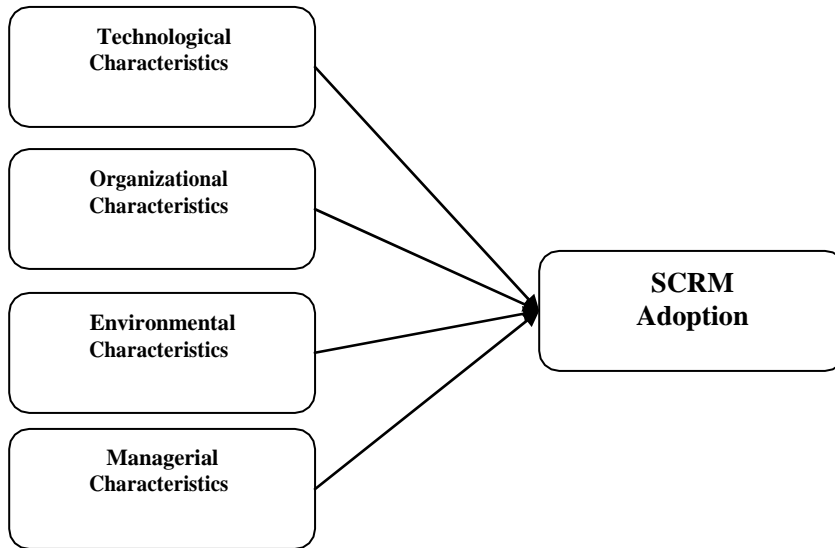 Technological
Characteristics
Organizational
Characteristics
Environmental
Characteristics
Managerial
Characteristics
SCRM
Adoption